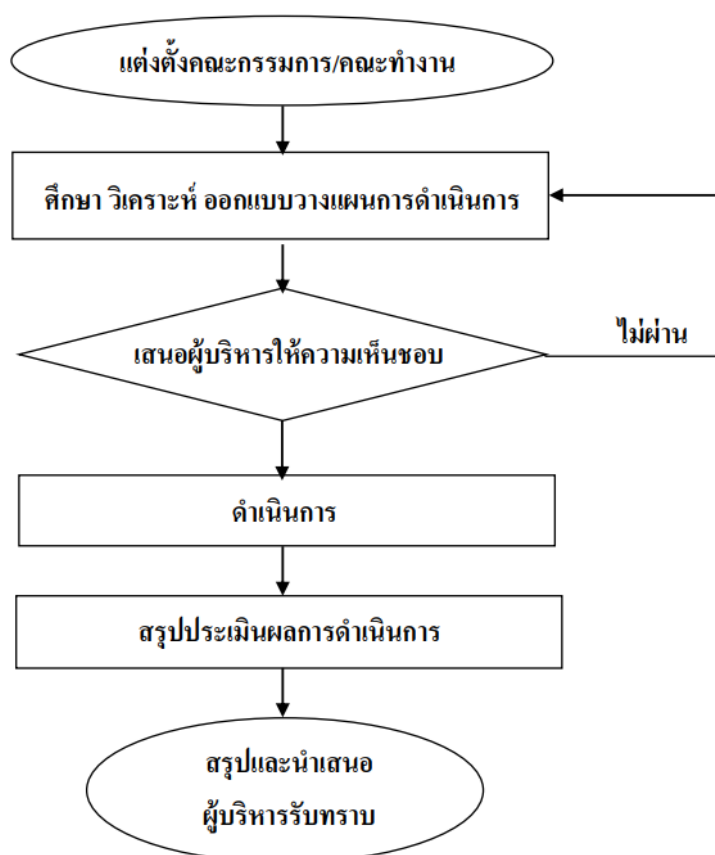 แต่งตั้งคณะกรรมการ/คณะทำงาน
ศึกษา วิเคราะห์ ออกแบบวางแผนการดำเนินการ
เสนอผู้บริหารให้ความเห็นชอบ
ไม่ผ่าน
ดำเนินการ
สรุปประเมินผลการดำเนินการ
สรุปและนำเสนอ
ผู้บริหารรับทราบ